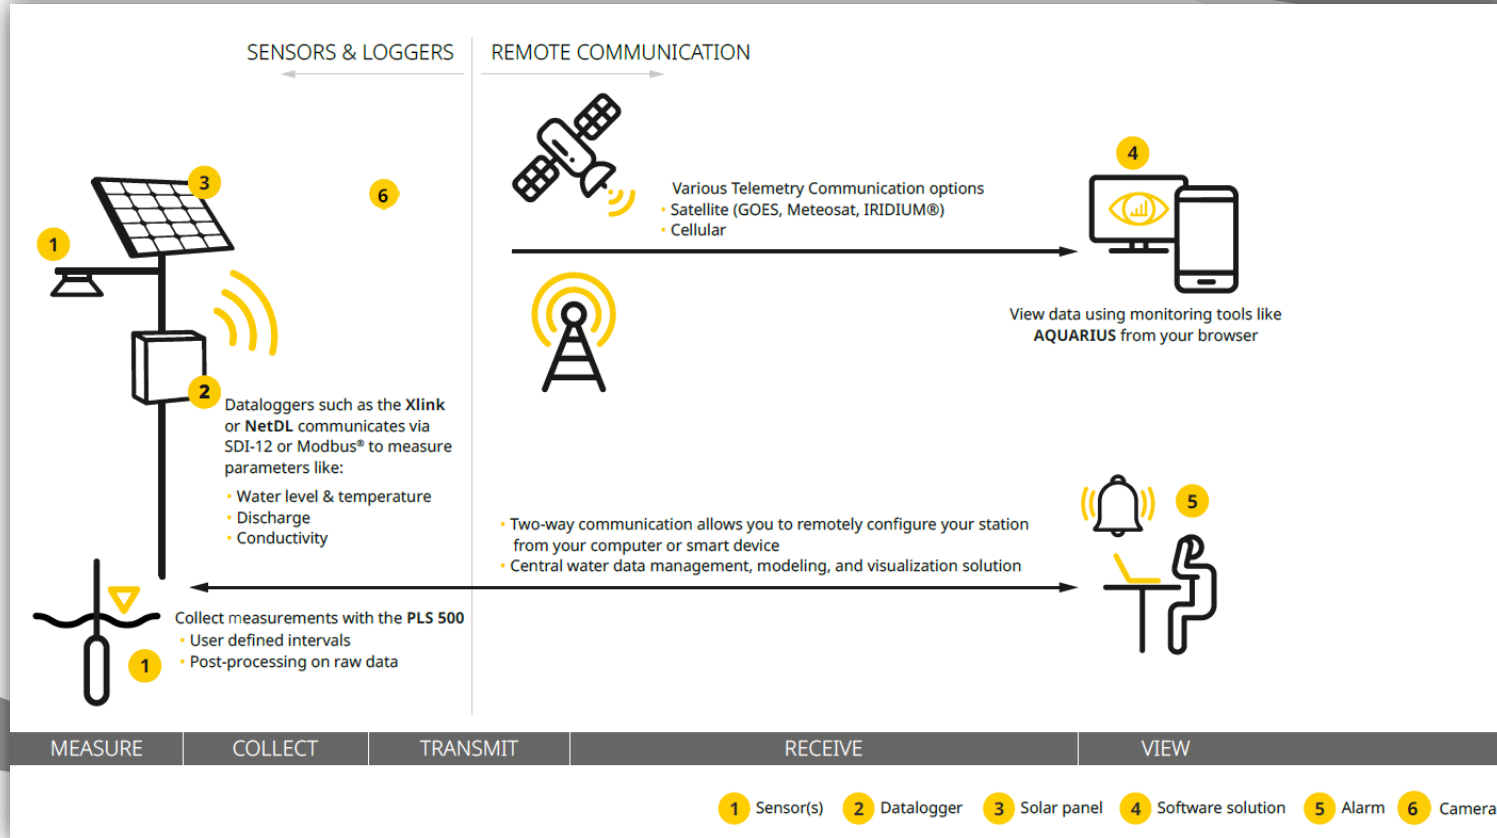 SENSORS & LOGGERS
REMOTE COMMUNICATION
3
6
1
2
Dataloggers such as the Xlink
or NetDL communicates via
SDI-12 or Modbus® to measure
parameters like:
• Water level & temperature
• Discharge
• Conductivity
Collect measurements with the PLS 500
• User defined intervals
• Post-processing on raw data
1
Various Telemetry Communication options
• Satellite (GOES, Meteosat, IRIDIUM®)
• Cellular
4
View data using monitoring tools like
AQUARIUS from your browser
• Two-way communication allows you to remotely configure your station
from your computer or smart device
• Central water data management, modeling, and visualization solution
5
MEASURE
COLLECT
TRANSMIT
RECEIVE
VIEW
1 Sensor(s) 2 Datalogger 3 Solar panel 4 Software solution 5 Alarm 6 Camera